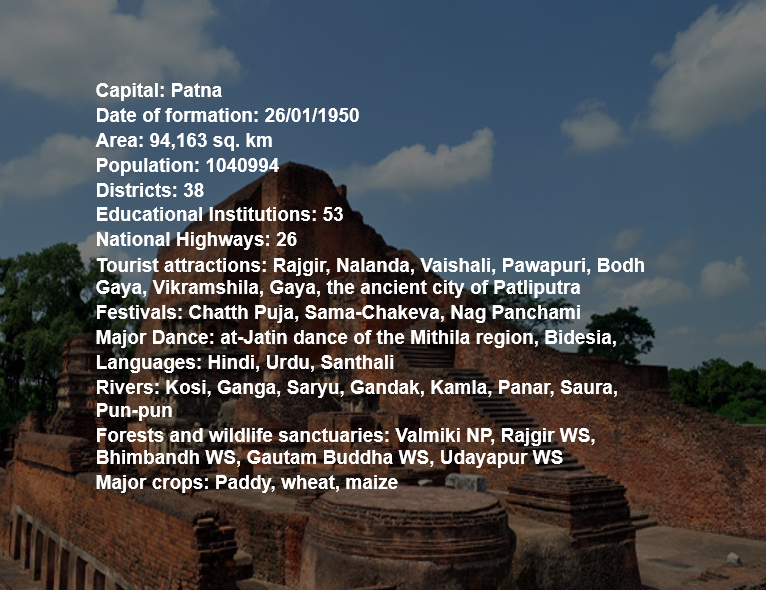 Capital: Patna
Date of formation: 26/01/1950
Area: 94,163 sq. km
Population: 1040994
Districts: 38
Educational Institutions: 53
National Highways: 26
Tourist attractions: Rajgir, Nalanda, Vaishali, Pawapuri, Bodh
Gaya, Vikramshila, Gaya, the ancient city of Patliputra
Festivals: Chatth Puja, Sama-Chakeva, Nag Panchami
Major Dance: at-Jatin dance of the Mithila region, Bidesia,
Languages: Hindi, Urdu, Santhali
Rivers: Kosi, Ganga, Saryu, Gandak, Kamla, Panar, Saura,
Pun-pun
Forests and wildlife sanctuaries: Valmiki NP, Rajgir WS,
Bhimbandh WS, Gautam Buddha WS, Udayapur WS
Major crops: Paddy, wheat, maize